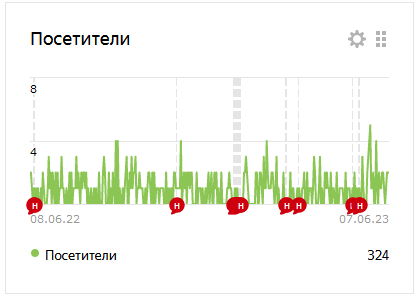 Посетители
8
4
Н Н Н Н Н Н
08.06.22 07.06.23
Посетители 324